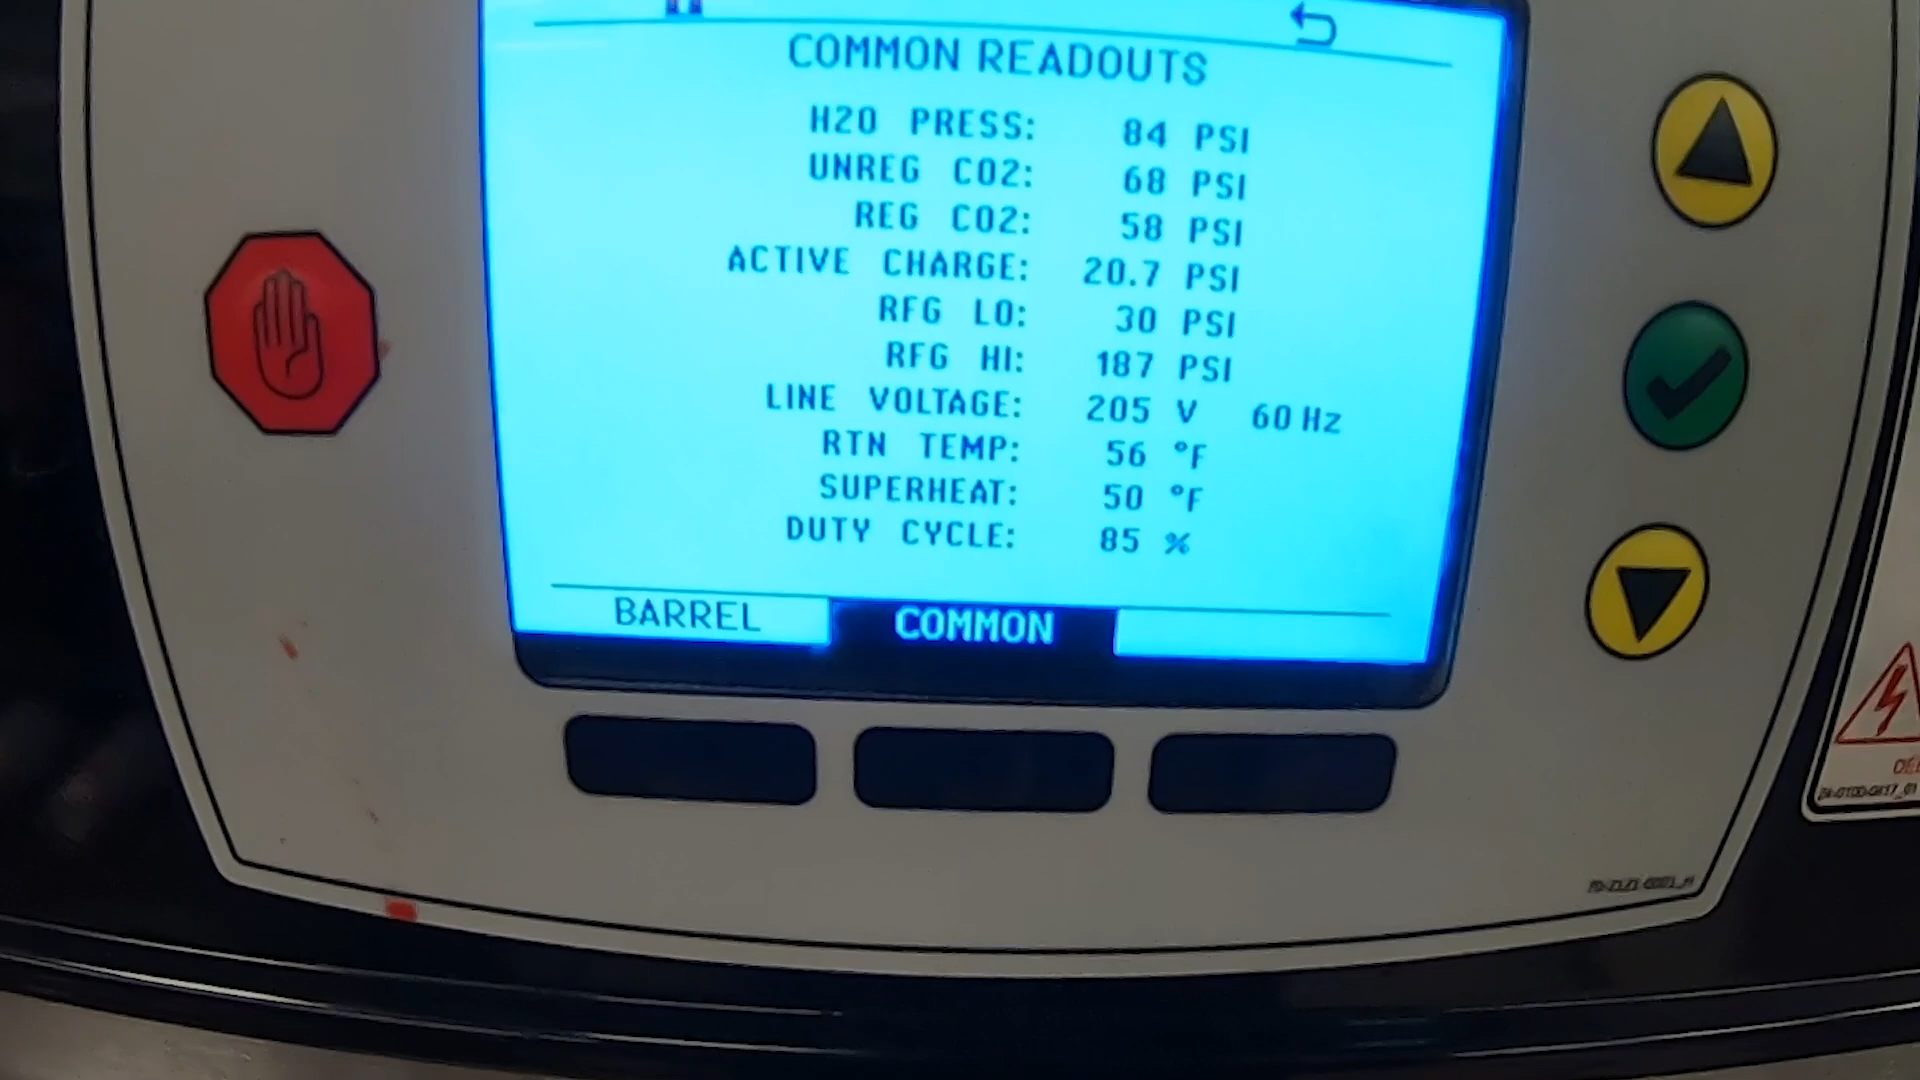 COMMON READOUTS
H2O PRESS: 84 PSI
UNREG CO2: 68 PSI
REG CO2: 58 PSI
ACTIVE CHARGE: 20.7 PSI
RFG LO: 30 PSI
RFG HI: 187 PSI
LINE VOLTAGE: 205 V 60 Hz
RTN TEMP: 56 °F
SUPERHEAT: 50 °F
DUTY CYCLE: 85 %
BARREL COMMON